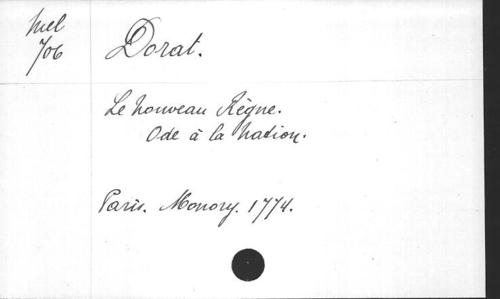 Mel
706
Dorat.
Le nouveau Règne.
Ode à la Nation.
Paris. Monory. 1774.